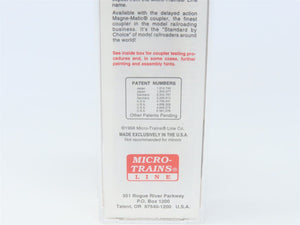 name.
Available with the delayed action
Magne-Matic® coupler, the finest
coupler in the model railroading
business. It's the "Standard by
Choice" of model railroaders around
the world!
See inside box for coupler testing pro-
cedures and, in some cases, further
painting and assembly hints.
PATENT NUMBERS
Other Patents Pending
Micro-Trains® Line Co.
MADE EXCLUSIVELY IN THE U.S.A.
Not recommended for minors
MICRO-
TRAINS®
LINE
351 Rogue River Parkway
P.O. Box 1200
Talent, OR 97540-1200 U.S.A.